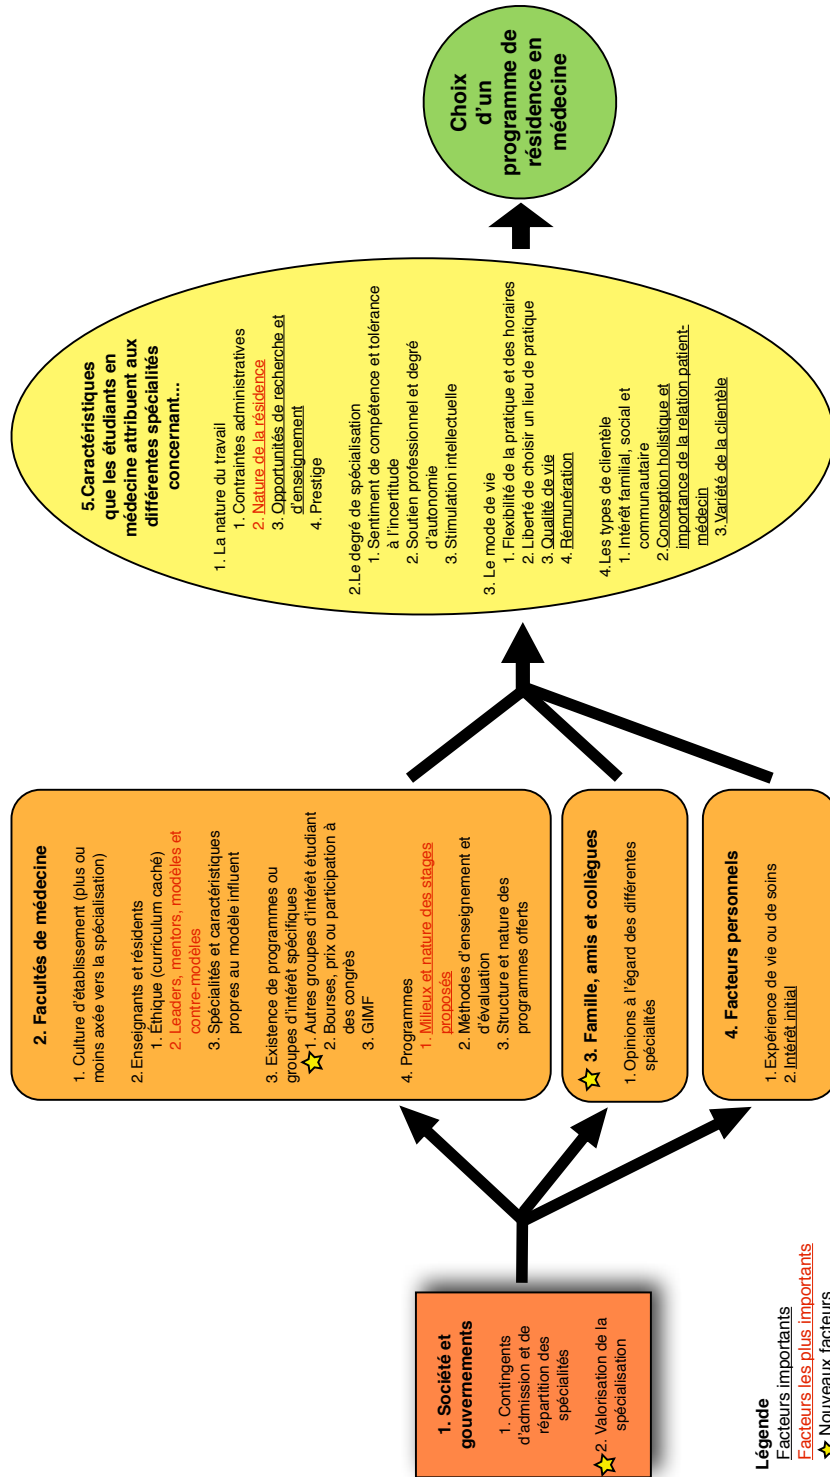 1. Société et
gouvernements
1. Contingents
d'admission et de
répartition des
spécialités
2. Valorisation de la
spécialisation
2. Facultés de médecine
1. Culture d'établissement (plus ou
moins axée vers la spécialisation)
2. Enseignants et résidents
1. Éthique (curriculum caché)
2. Leaders, mentors, modèles et
contre-modèles
3. Spécialités et caractéristiques
propres au modèle influent
3. Existence de programmes ou
groupes d'intérêt spécifiques
1. Autres groupes d'intérêt étudiant
2. Bourses, prix ou participation à
des congrès
3. GIMF
4. Programmes
1. Milieux et nature des stages
proposés
2. Méthodes d'enseignement et
d'évaluation
3. Structure et nature des
programmes offerts
3. Famille, amis et collègues
1. Opinions à l'égard des différentes
spécialités
4. Facteurs personnels
1. Expérience de vie ou de soins
2. Intérêt initial
5.Caractéristiques
que les étudiants en
médecine attribuent aux
différentes spécialités
concernant...
1. La nature du travail
1. Contraintes administratives
2. Nature de la résidence
3. Opportunités de recherche et
d'enseignement
4. Prestige
2.Le degré de spécialisation
1. Sentiment de compétence et tolérance
à l'incertitude
2. Soutien professionnel et degré
d'autonomie
3. Stimulation intellectuelle
3. Le mode de vie
1. Flexibilité de la pratique et des horaires
2. Liberté de choisir un lieu de pratique
3. Qualité de vie
4. Rémunération
4.Les types de clientèle
1. Intérêt familial, social et
communautaire
2.Conception holistique et
importance de la relation patient-
médecin
3.Variété de la clientèle
Choix
d'un
programme de
résidence en
médecine
Légende
Facteurs importants
Facteurs les plus importants
Nouveaux facteurs